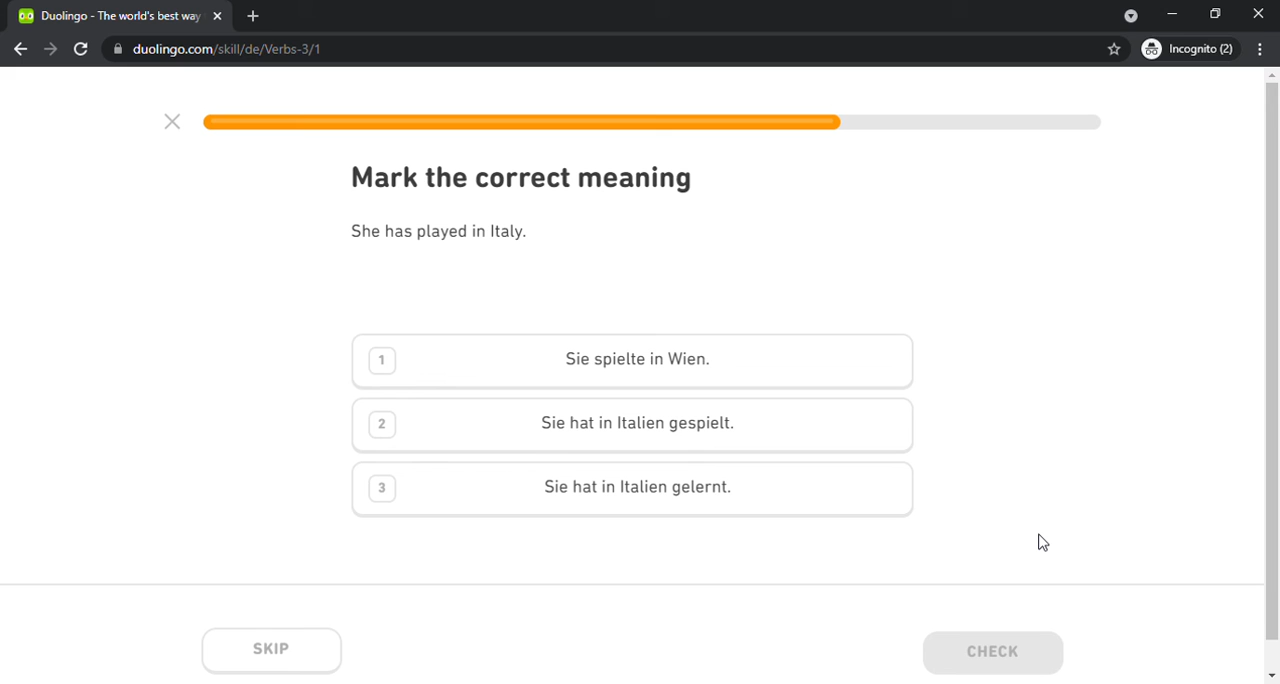 Duolingo - The world's best way
duolingo.com/skill/de/Verbs-3/1
Incognito (2)
Mark the correct meaning
She has played in Italy.
1 Sie spielte in Wien.
2 Sie hat in Italien gespielt.
3 Sie hat in Italien gelernt.
SKIP CHECK